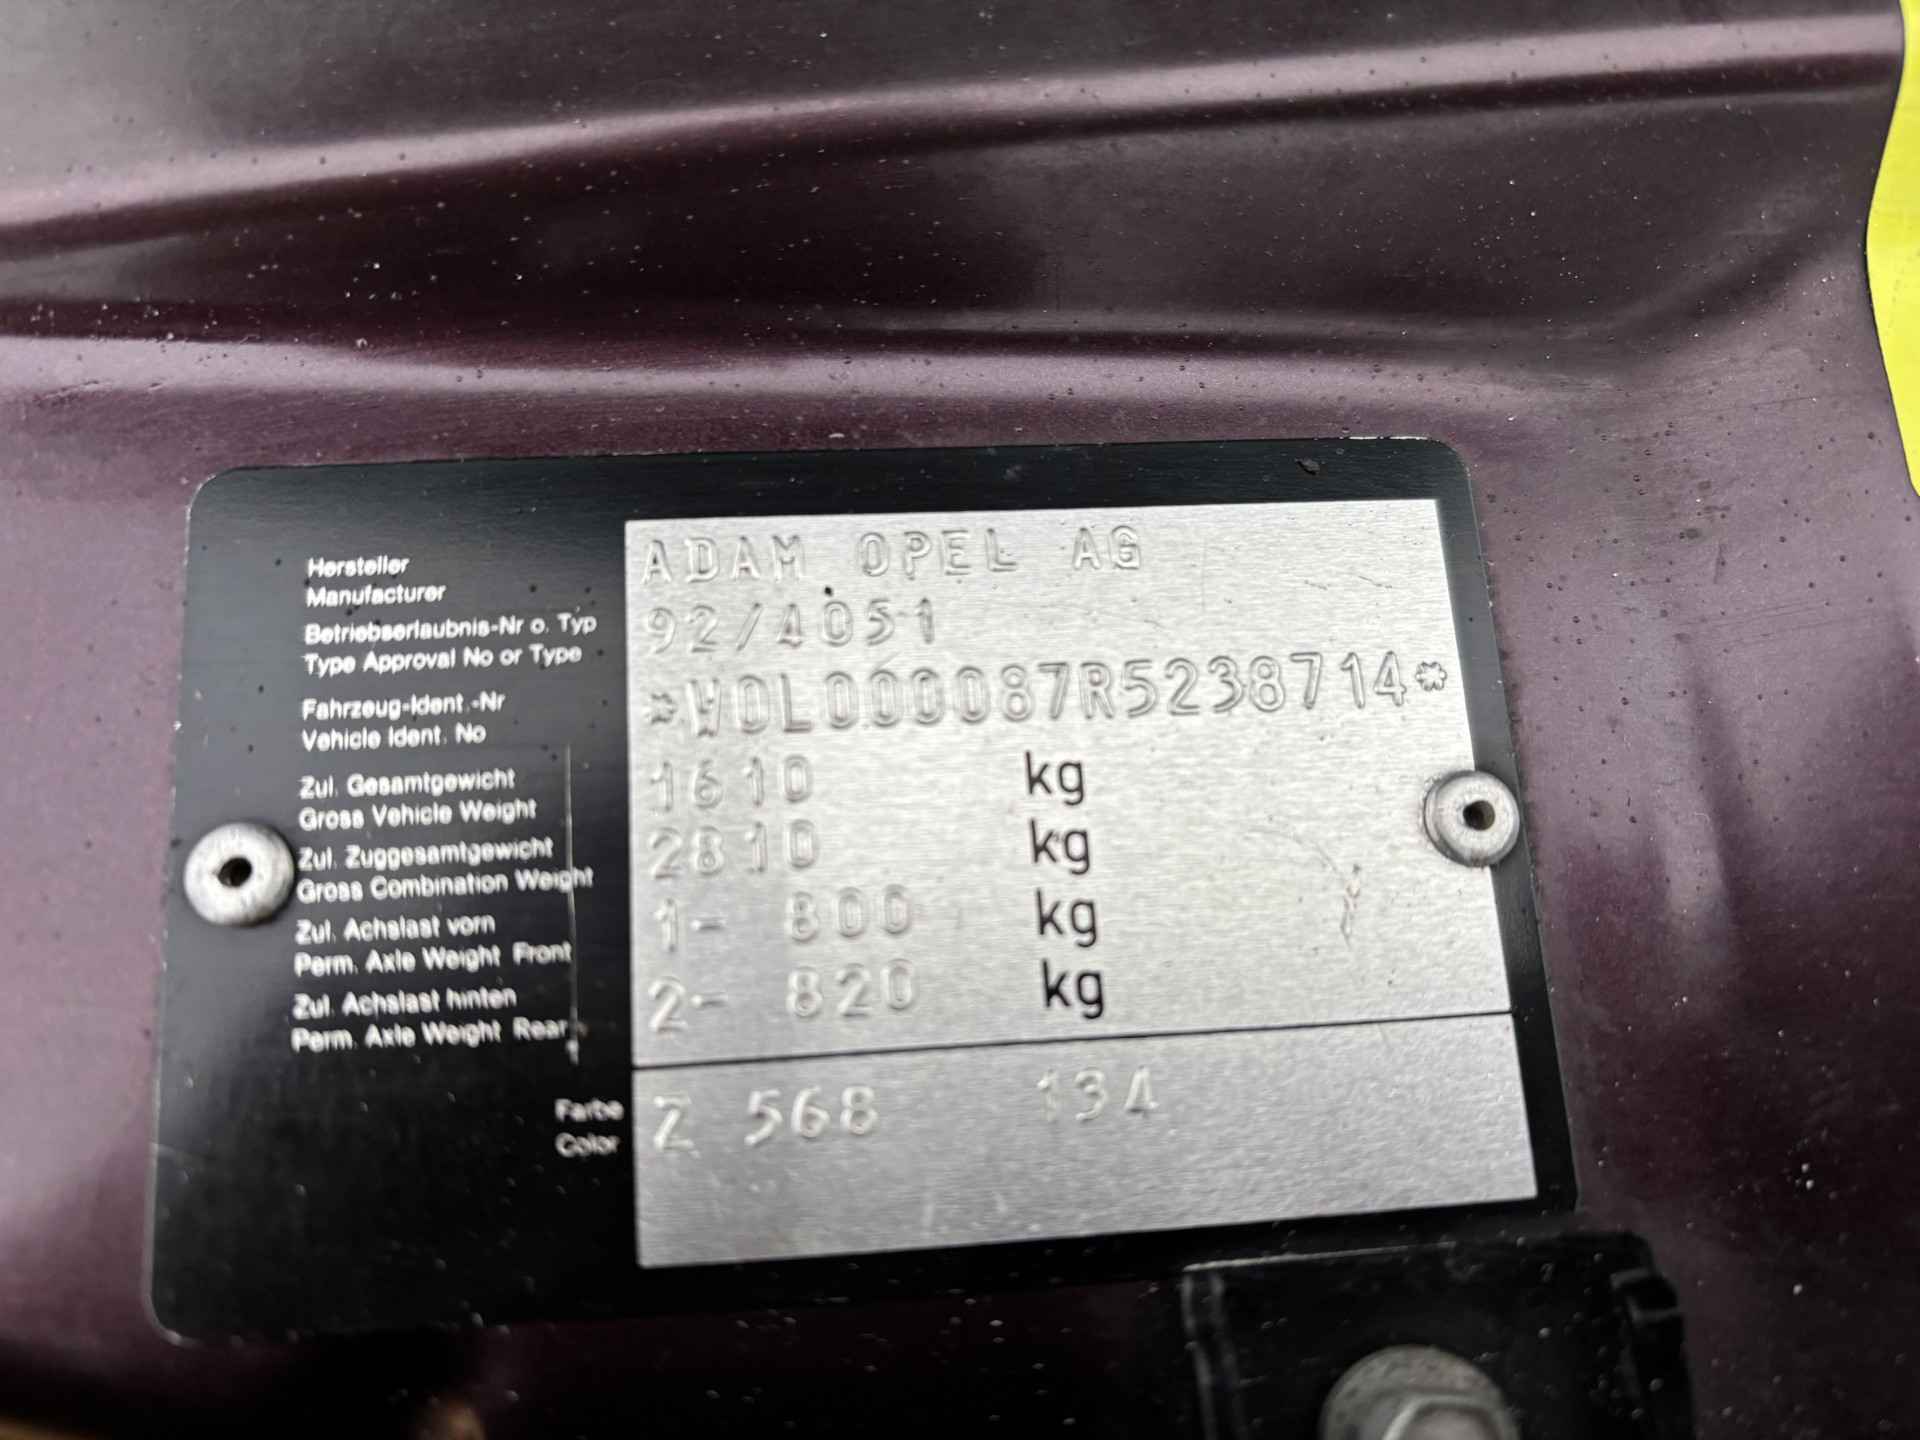 Hersteller
Manufacturer
ADAM OPEL AG
Betriebserlaubnis-Nr o. Typ
Type Approval No or Type
92/4051
Fahrzeug-Ident.-Nr
Vehicle Ident. No
*W0L000087R5238714*
Zul. Gesamtgewicht
Gross Vehicle Weight
1610 kg
Zul. Zuggesamtgewicht
Gross Combination Weight
2810 kg
Zul. Achslast vorn
Perm. Axle Weight Front
1- 800 kg
Zul. Achslast hinten
Perm. Axle Weight Rear
2- 820 kg
Farbe
Color
Z 568 134